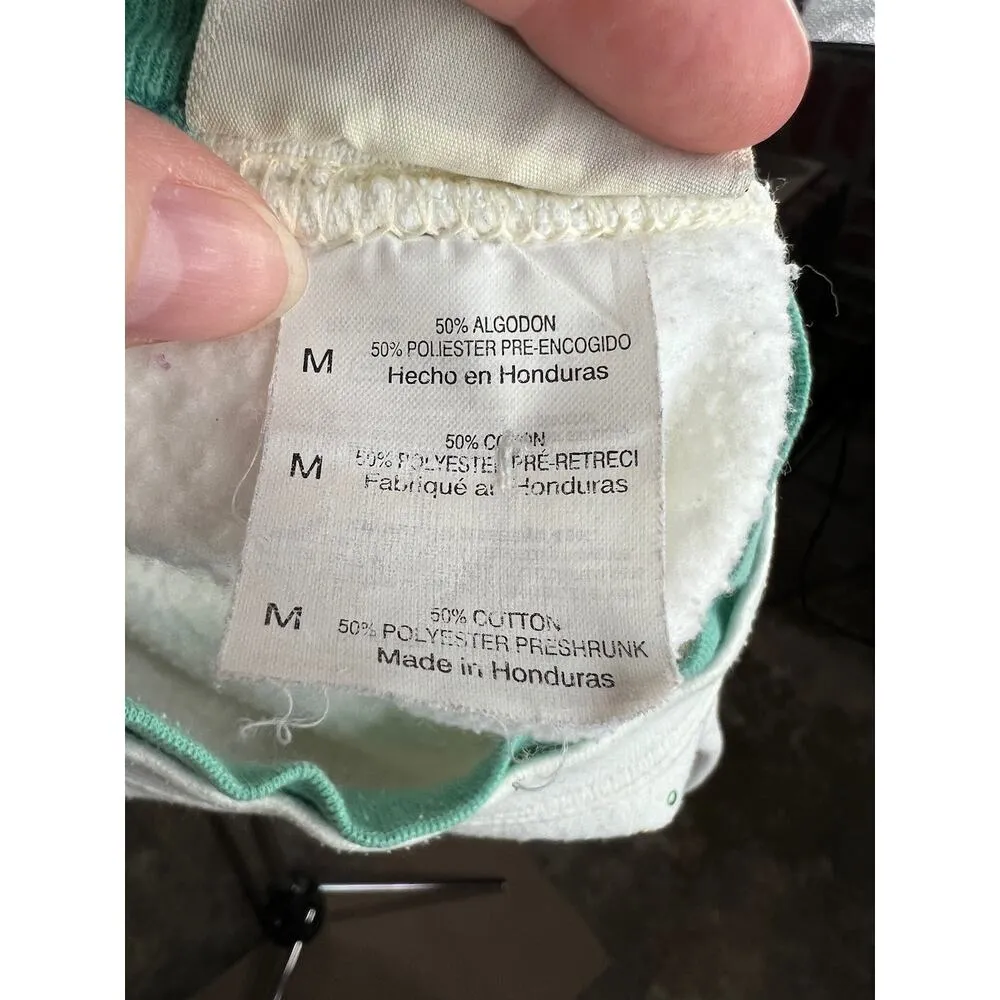 M
50% ALGODON
50% POLIESTER PRE-ENCOGIDO
Hecho en Honduras
M
50%
50% POLYESTER PRÉ-RETRECI
Fabriqué Honduras
M
50% COTTON
50% POLYESTER PRESHRUNK
Made in Honduras